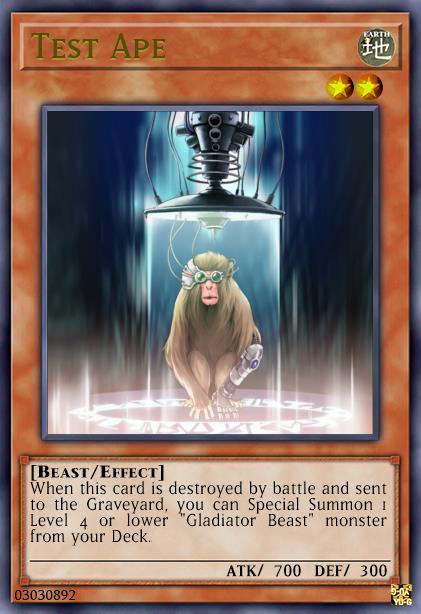 Test Ape
EARTH
地
[Beast/Effect]
When this card is destroyed by battle and sent
to the Graveyard, you can Special Summon 1
Level 4 or lower "Gladiator Beast" monster
from your Deck.
ATK/ 700 DEF/ 300
03030892